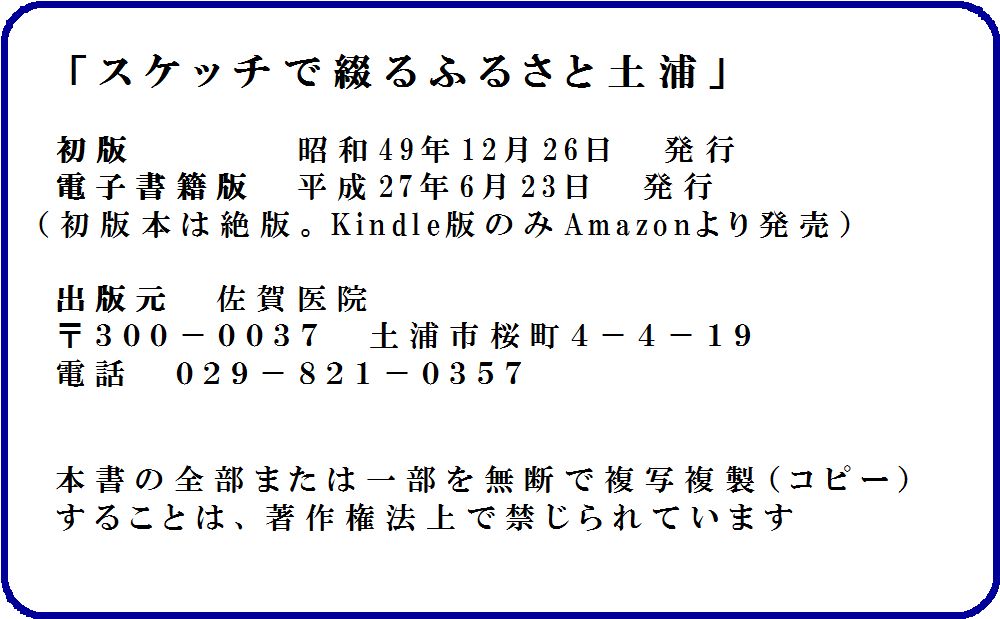 「スケッチで綴るふるさと土浦」
初版　　　　昭和49年12月26日　発行
電子書籍版　平成27年6月23日　発行
（初版本は絶版。Kindle版のみAmazonより発売）
出版元　佐賀医院
〒300－0037　土浦市桜町4－4－19
電話　029－821－0357
本書の全部または一部を無断で複写複製（コピー）
することは、著作権法上で禁じられています